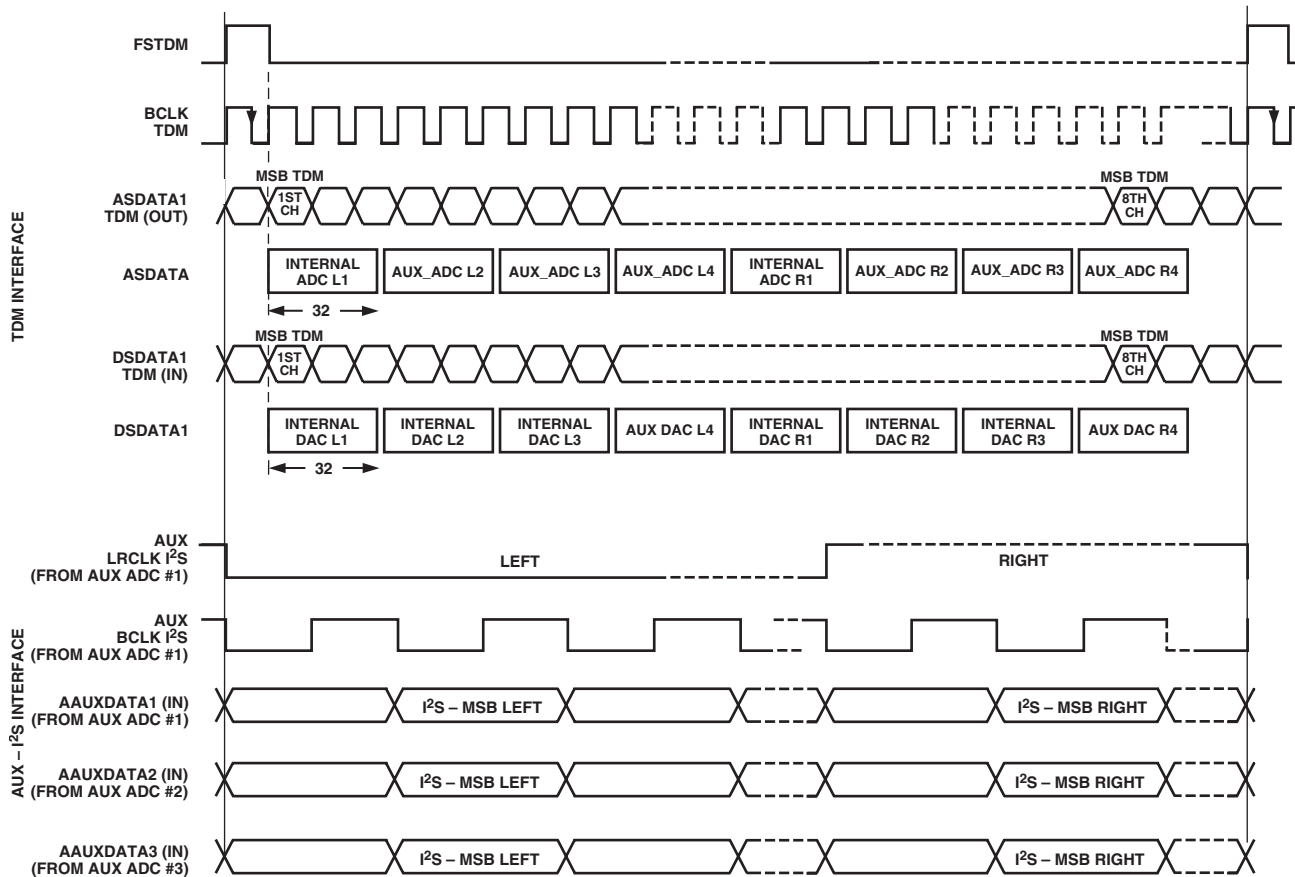 FSTDM
BCLK
TDM
MSB TDM
MSB TDM
ASDATA1
TDM (OUT)
1ST
CH
8TH
CH
ASDATA
INTERNAL
ADC L1
AUX_ADC L2
AUX_ADC L3
AUX_ADC L4
INTERNAL
ADC R1
AUX_ADC R2
AUX_ADC R3
AUX_ADC R4
32
TDM INTERFACE
MSB TDM
MSB TDM
DSDATA1
TDM (IN)
1ST
CH
8TH
CH
DSDATA1
INTERNAL
DAC L1
INTERNAL
DAC L2
INTERNAL
DAC L3
AUX DAC L4
INTERNAL
DAC R1
INTERNAL
DAC R2
INTERNAL
DAC R3
AUX DAC R4
32
AUX
LRCLK I²S
(FROM AUX ADC #1)
LEFT
RIGHT
AUX
BCLK I²S
(FROM AUX ADC #1)
AUX – I²S INTERFACE
AAUXDATA1 (IN)
(FROM AUX ADC #1)
I²S – MSB LEFT
I²S – MSB RIGHT
AAUXDATA2 (IN)
(FROM AUX ADC #2)
I²S – MSB LEFT
I²S – MSB RIGHT
AAUXDATA3 (IN)
(FROM AUX ADC #3)
I²S – MSB LEFT
I²S – MSB RIGHT